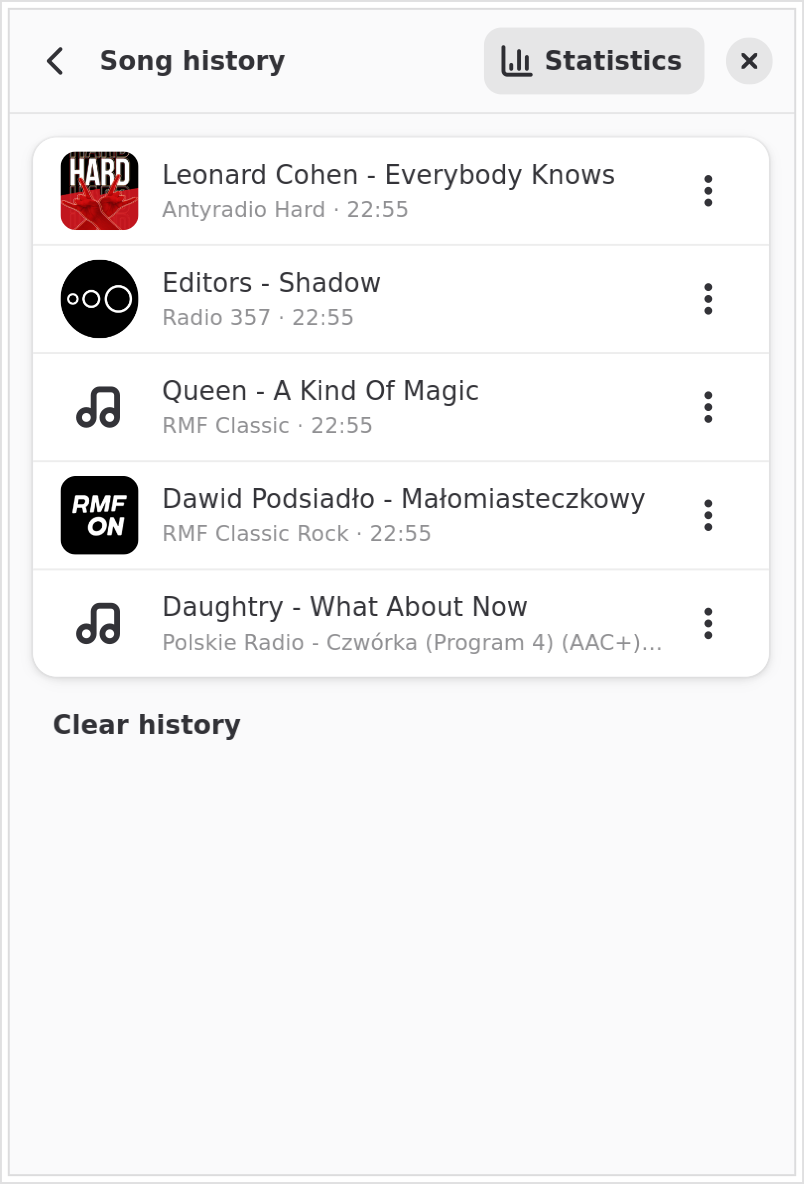 Song history
Statistics
HARD
Leonard Cohen - Everybody Knows
Antyradio Hard · 22:55
Editors - Shadow
Radio 357 · 22:55
Queen - A Kind Of Magic
RMF Classic · 22:55
RMF
ON
Dawid Podsiadło - Małomiasteczkowy
RMF Classic Rock · 22:55
Daughtry - What About Now
Polskie Radio - Czwórka (Program 4) (AAC+)...
Clear history